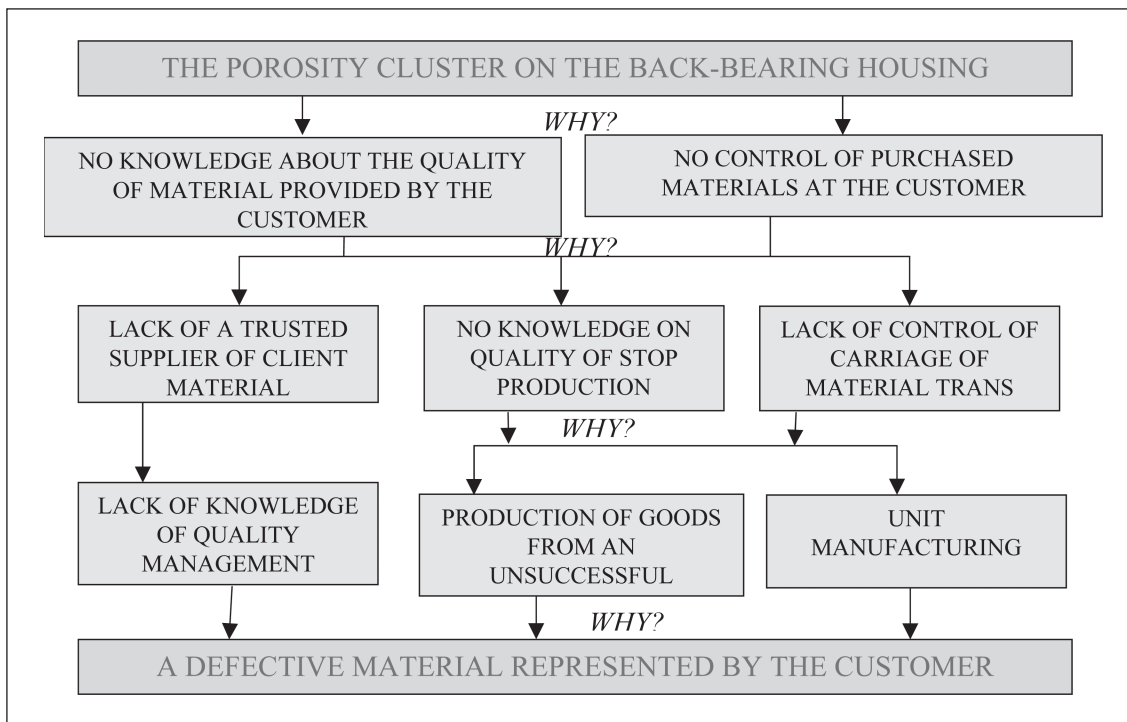 THE POROSITY CLUSTER ON THE BACK-BEARING HOUSING
WHY?
NO KNOWLEDGE ABOUT THE QUALITY
OF MATERIAL PROVIDED BY THE
CUSTOMER
NO CONTROL OF PURCHASED
MATERIALS AT THE CUSTOMER
WHY?
LACK OF A TRUSTED
SUPPLIER OF CLIENT
MATERIAL
NO KNOWLEDGE ON
QUALITY OF STOP
PRODUCTION
LACK OF CONTROL OF
CARRIAGE OF
MATERIAL TRANS
WHY?
LACK OF KNOWLEDGE
OF QUALITY
MANAGEMENT
PRODUCTION OF GOODS
FROM AN
UNSUCCESSFUL
UNIT
MANUFACTURING
WHY?
A DEFECTIVE MATERIAL REPRESENTED BY THE CUSTOMER